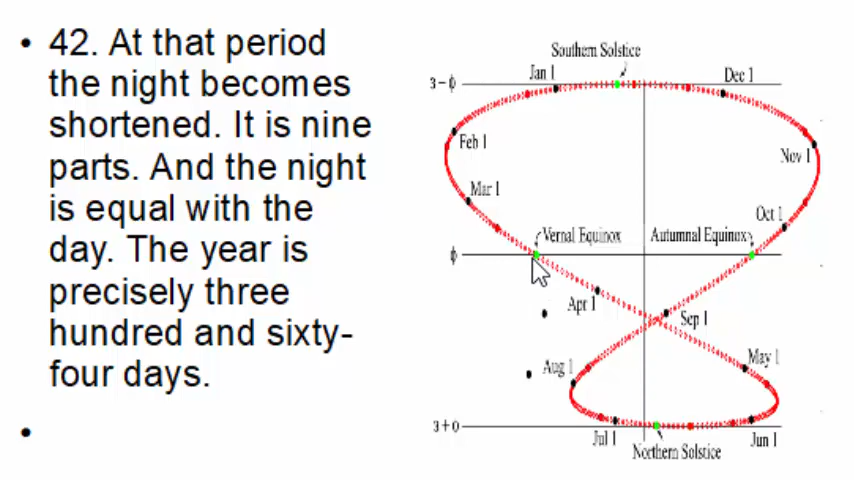 • 42. At that period
the night becomes
shortened. It is nine
parts. And the night
is equal with the
day. The year is
precisely three
hundred and sixty-
four days.
•
Southern Solstice
Jan 1
Dec 1
3-ϕ
Feb 1
Nov 1
Mar 1
Oct 1
Vernal Equinox
Autumnal Equinox
ϕ
Apr 1
Sep 1
Aug 1
May 1
3+0
Jul 1
Jun 1
Northern Solstice